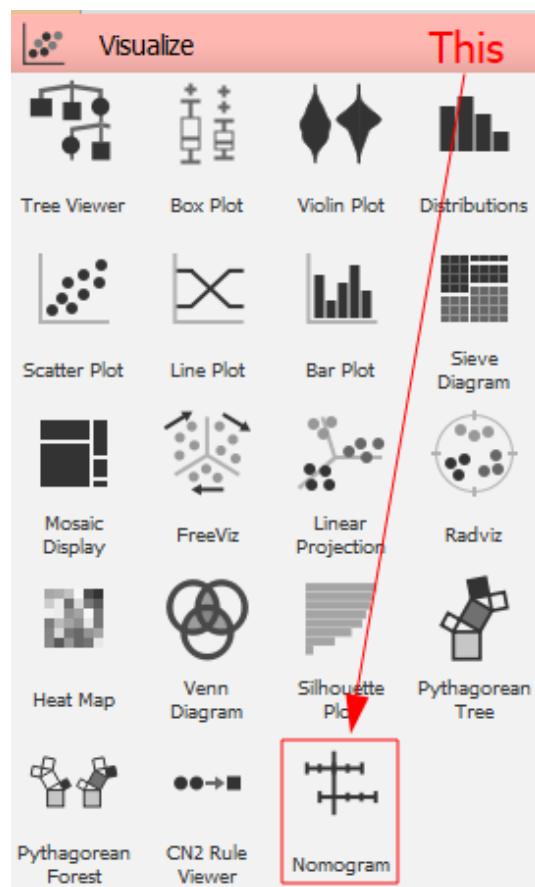 Visualize
This
Tree Viewer
Box Plot
Violin Plot
Distributions
Scatter Plot
Line Plot
Bar Plot
Sieve
Diagram
Mosaic
Display
FreeViz
Linear
Projection
Radviz
Heat Map
Venn
Diagram
Silhouette
Plot
Pythagorean
Tree
Pythagorean
Forest
CN2 Rule
Viewer
Nomogram